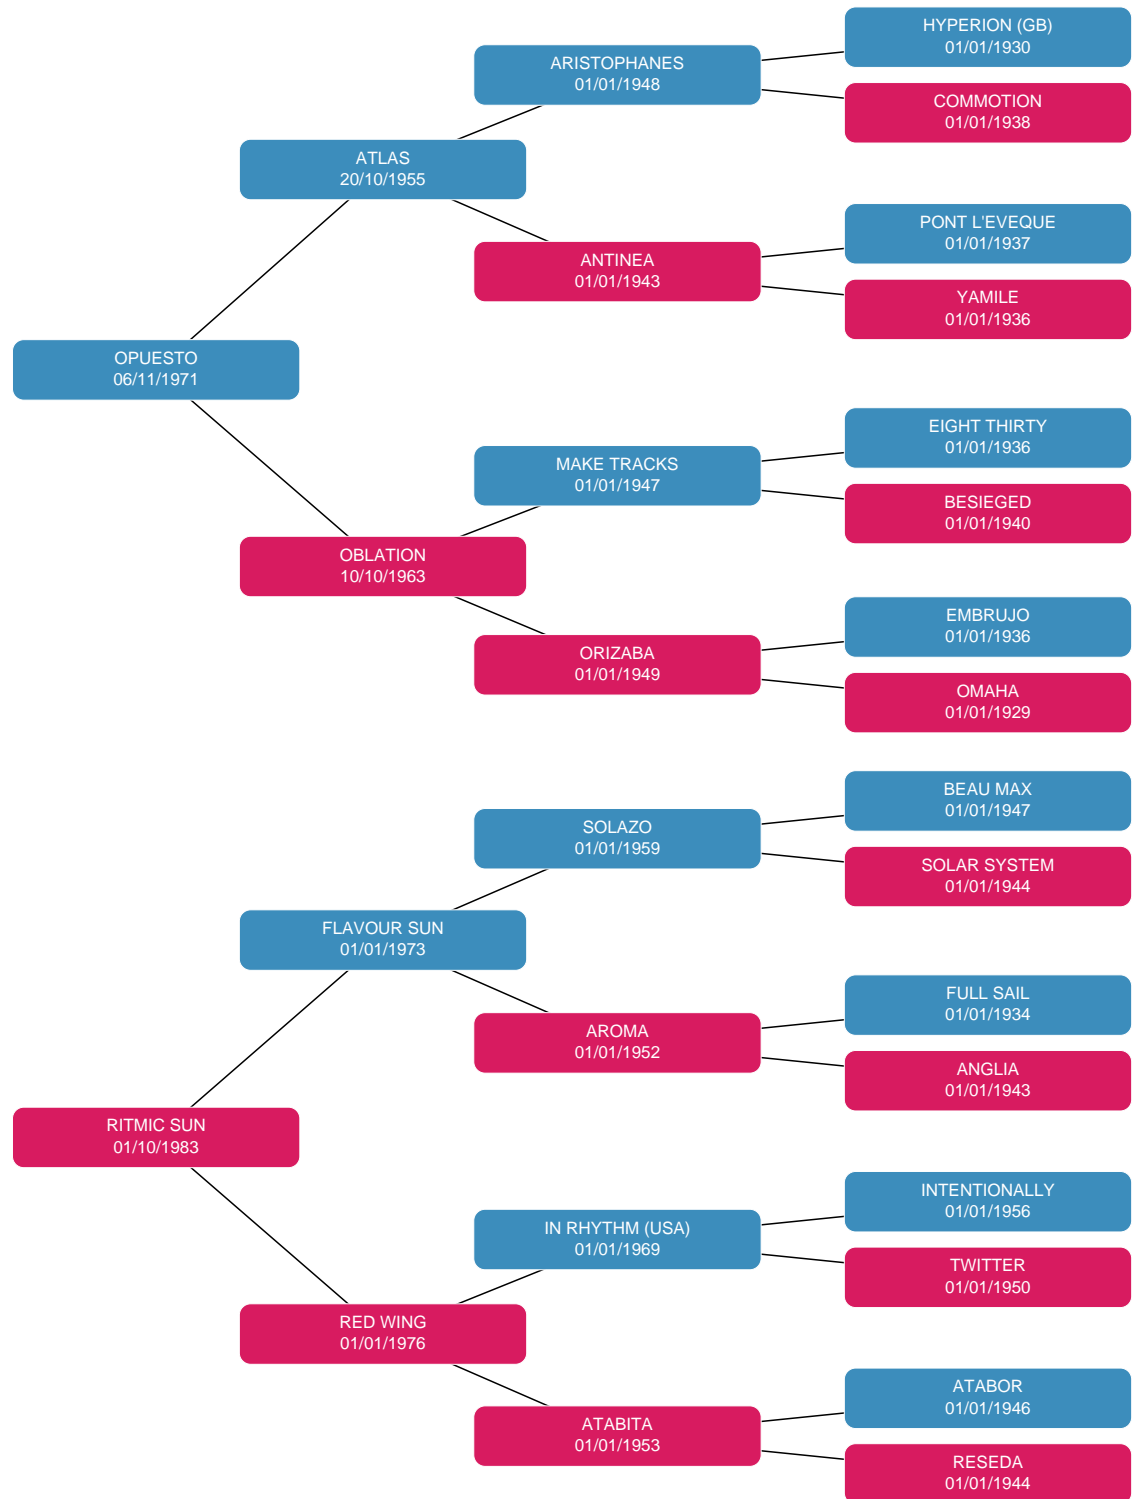 HYPERION (GB)
01/01/1930
ARISTOPHANES
01/01/1948
COMMOTION
01/01/1938
ATLAS
20/10/1955
PONT L'EVEQUE
01/01/1937
ANTINEA
01/01/1943
YAMILE
01/01/1936
OPUESTO
06/11/1971
EIGHT THIRTY
01/01/1936
MAKE TRACKS
01/01/1947
BESIEGED
01/01/1940
OBLATION
10/10/1963
EMBRUJO
01/01/1936
ORIZABA
01/01/1949
OMAHA
01/01/1929
BEAU MAX
01/01/1947
SOLAZO
01/01/1959
SOLAR SYSTEM
01/01/1944
FLAVOUR SUN
01/01/1973
FULL SAIL
01/01/1934
AROMA
01/01/1952
ANGLIA
01/01/1943
RITMIC SUN
01/10/1983
INTENTIONALLY
01/01/1956
IN RHYTHM (USA)
01/01/1969
TWITTER
01/01/1950
RED WING
01/01/1976
ATABOR
01/01/1946
ATABITA
01/01/1953
RESEDA
01/01/1944